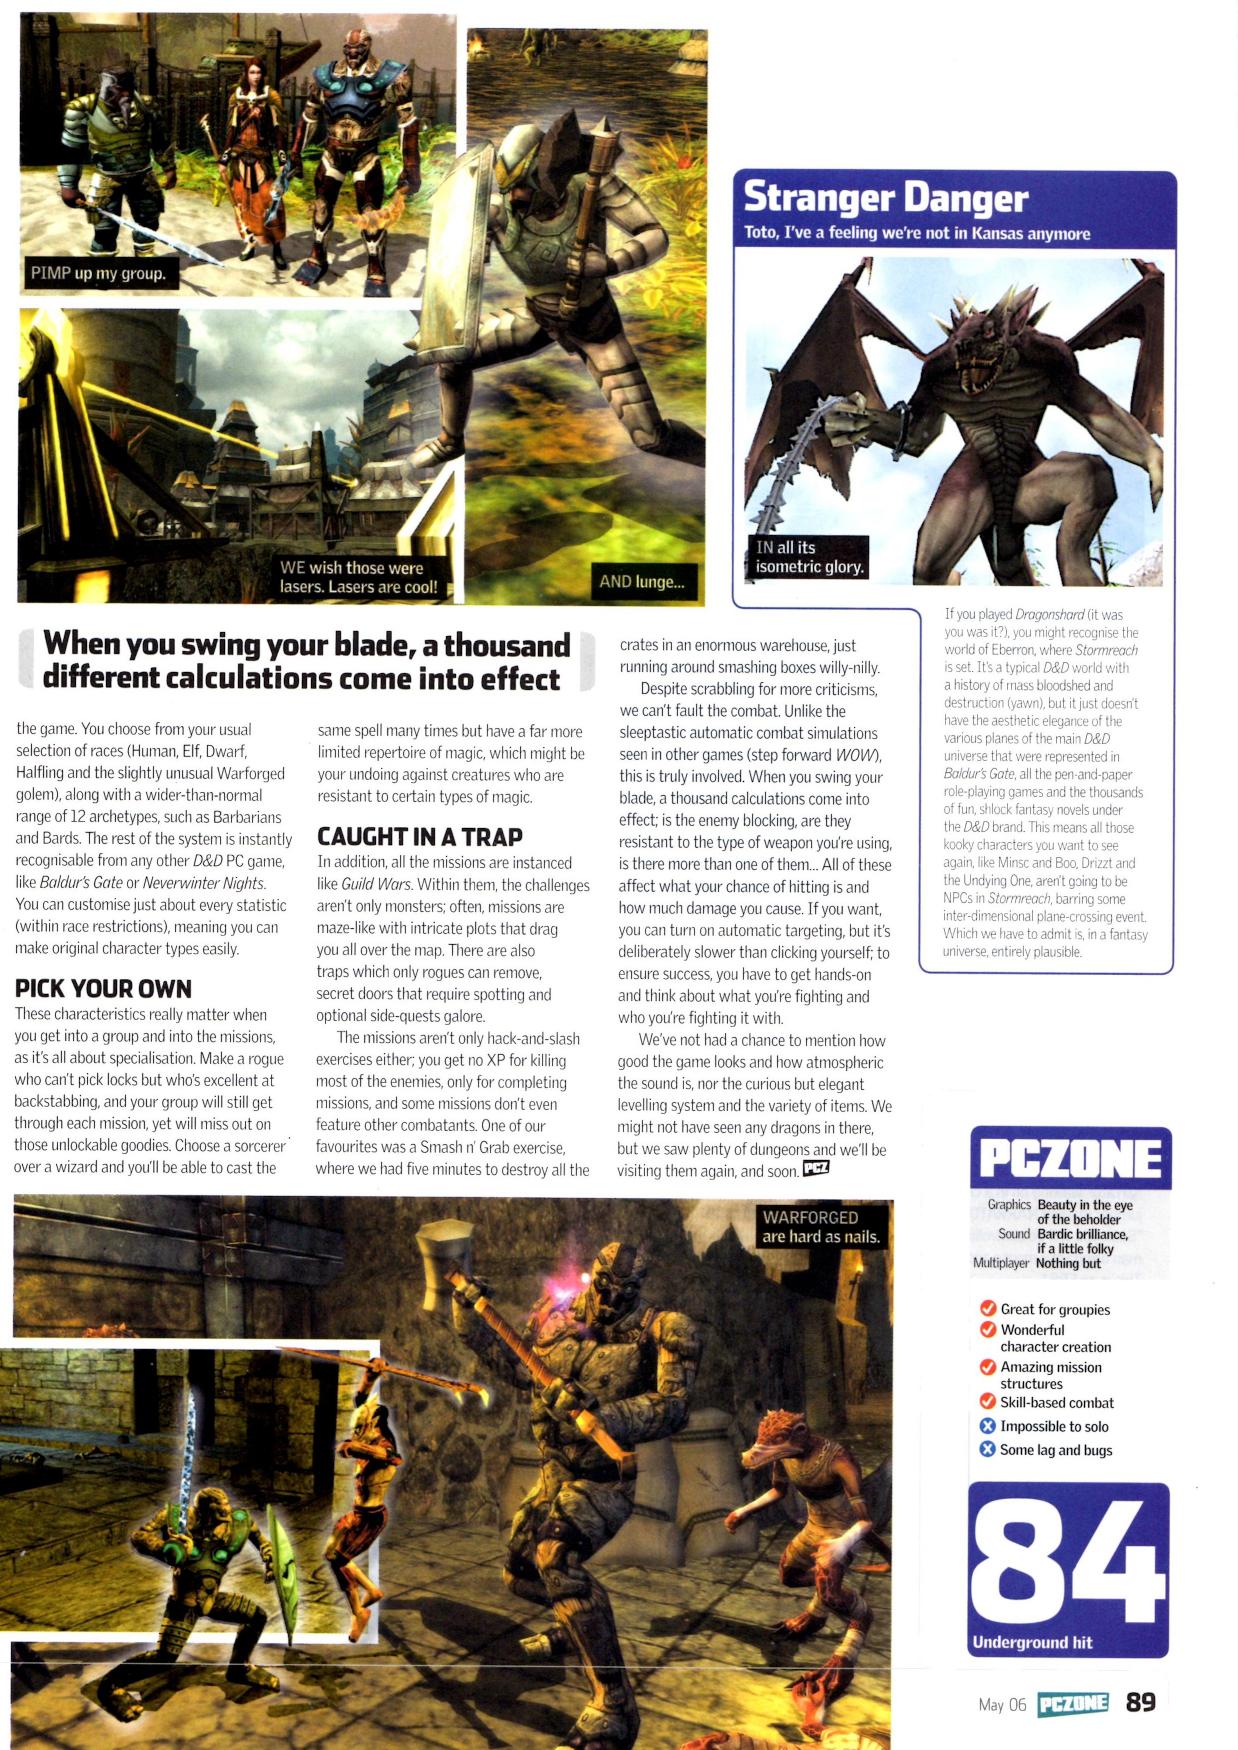 PIMP up my group.
WE wish those were
lasers. Lasers are cool!
AND lunge...
Stranger Danger
Toto, I've a feeling we're not in Kansas anymore
IN all its
isometric glory.
If you played Dragonshard (it was
you was it?), you might recognise the
world of Eberron, where Stormreach
is set. It's a typical D&D world with
a history of mass bloodshed and
destruction (yawn), but it just doesn't
have the aesthetic elegance of the
various planes of the main D&D
universe that were represented in
Baldur's Gate, all the pen-and-paper
role-playing games and the thousands
of fun, shlock fantasy novels under
the D&D brand. This means all those
kooky characters you want to see
again, like Minsc and Boo, Drizzt and
the Undying One, aren't going to be
NPCs in Stormreach, barring some
inter-dimensional plane-crossing event.
Which we have to admit is, in a fantasy
universe, entirely plausible.
When you swing your blade, a thousand
different calculations come into effect
the game. You choose from your usual
selection of races (Human, Elf, Dwarf,
Halfling and the slightly unusual Warforged
golem), along with a wider-than-normal
range of 12 archetypes, such as Barbarians
and Bards. The rest of the system is instantly
recognisable from any other D&D PC game,
like Baldur's Gate or Neverwinter Nights.
You can customise just about every statistic
(within race restrictions), meaning you can
make original character types easily.
PICK YOUR OWN
These characteristics really matter when
you get into a group and into the missions,
as it's all about specialisation. Make a rogue
who can't pick locks but who's excellent at
backstabbing, and your group will still get
through each mission, yet will miss out on
those unlockable goodies. Choose a sorcerer
over a wizard and you'll be able to cast the
same spell many times but have a far more
limited repertoire of magic, which might be
your undoing against creatures who are
resistant to certain types of magic.
CAUGHT IN A TRAP
In addition, all the missions are instanced
like Guild Wars. Within them, the challenges
aren't only monsters; often, missions are
maze-like with intricate plots that drag
you all over the map. There are also
traps which only rogues can remove,
secret doors that require spotting and
optional side-quests galore.
The missions aren't only hack-and-slash
exercises either; you get no XP for killing
most of the enemies, only for completing
missions, and some missions don't even
feature other combatants. One of our
favourites was a Smash n' Grab exercise,
where we had five minutes to destroy all the
crates in an enormous warehouse, just
running around smashing boxes willy-nilly.
Despite scrabbling for more criticisms,
we can't fault the combat. Unlike the
sleeptastic automatic combat simulations
seen in other games (step forward WOW),
this is truly involved. When you swing your
blade, a thousand calculations come into
effect; is the enemy blocking, are they
resistant to the type of weapon you're using,
is there more than one of them... All of these
affect what your chance of hitting is and
how much damage you cause. If you want,
you can turn on automatic targeting, but it's
deliberately slower than clicking yourself; to
ensure success, you have to get hands-on
and think about what you're fighting and
who you're fighting it with.
We've not had a chance to mention how
good the game looks and how atmospheric
the sound is, nor the curious but elegant
levelling system and the variety of items. We
might not have seen any dragons in there,
but we saw plenty of dungeons and we'll be
visiting them again, and soon. PCZ
WARFORGED
are hard as nails.
PCZONE
Graphics Beauty in the eye
of the beholder
Sound Bardic brilliance,
if a little folky
Multiplayer Nothing but
Great for groupies
Wonderful
character creation
Amazing mission
structures
Skill-based combat
Impossible to solo
Some lag and bugs
84
Underground hit
May 06 PCZONE 89